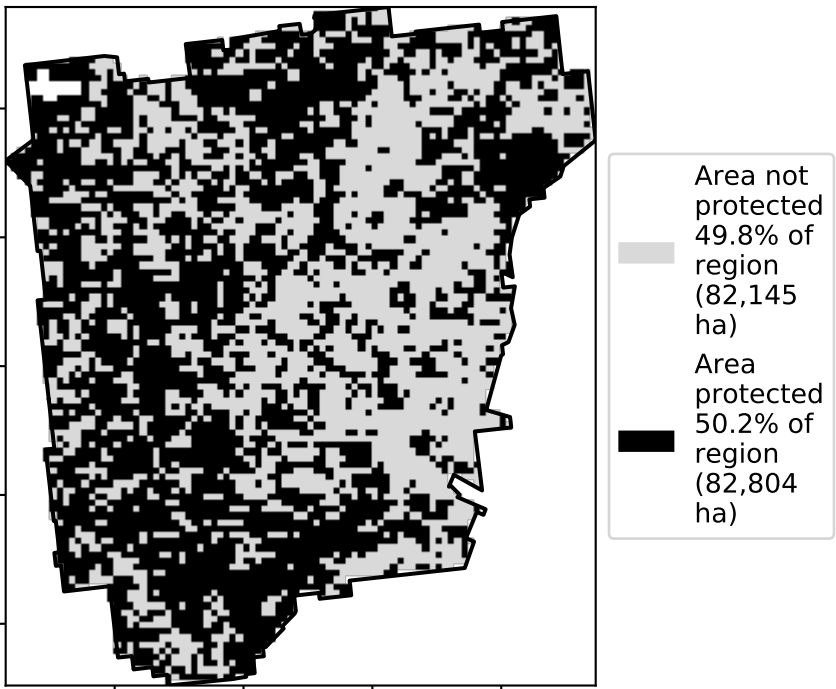 Area not
protected
49.8% of
region
(82,145
ha)
Area
protected
50.2% of
region
(82,804
ha)